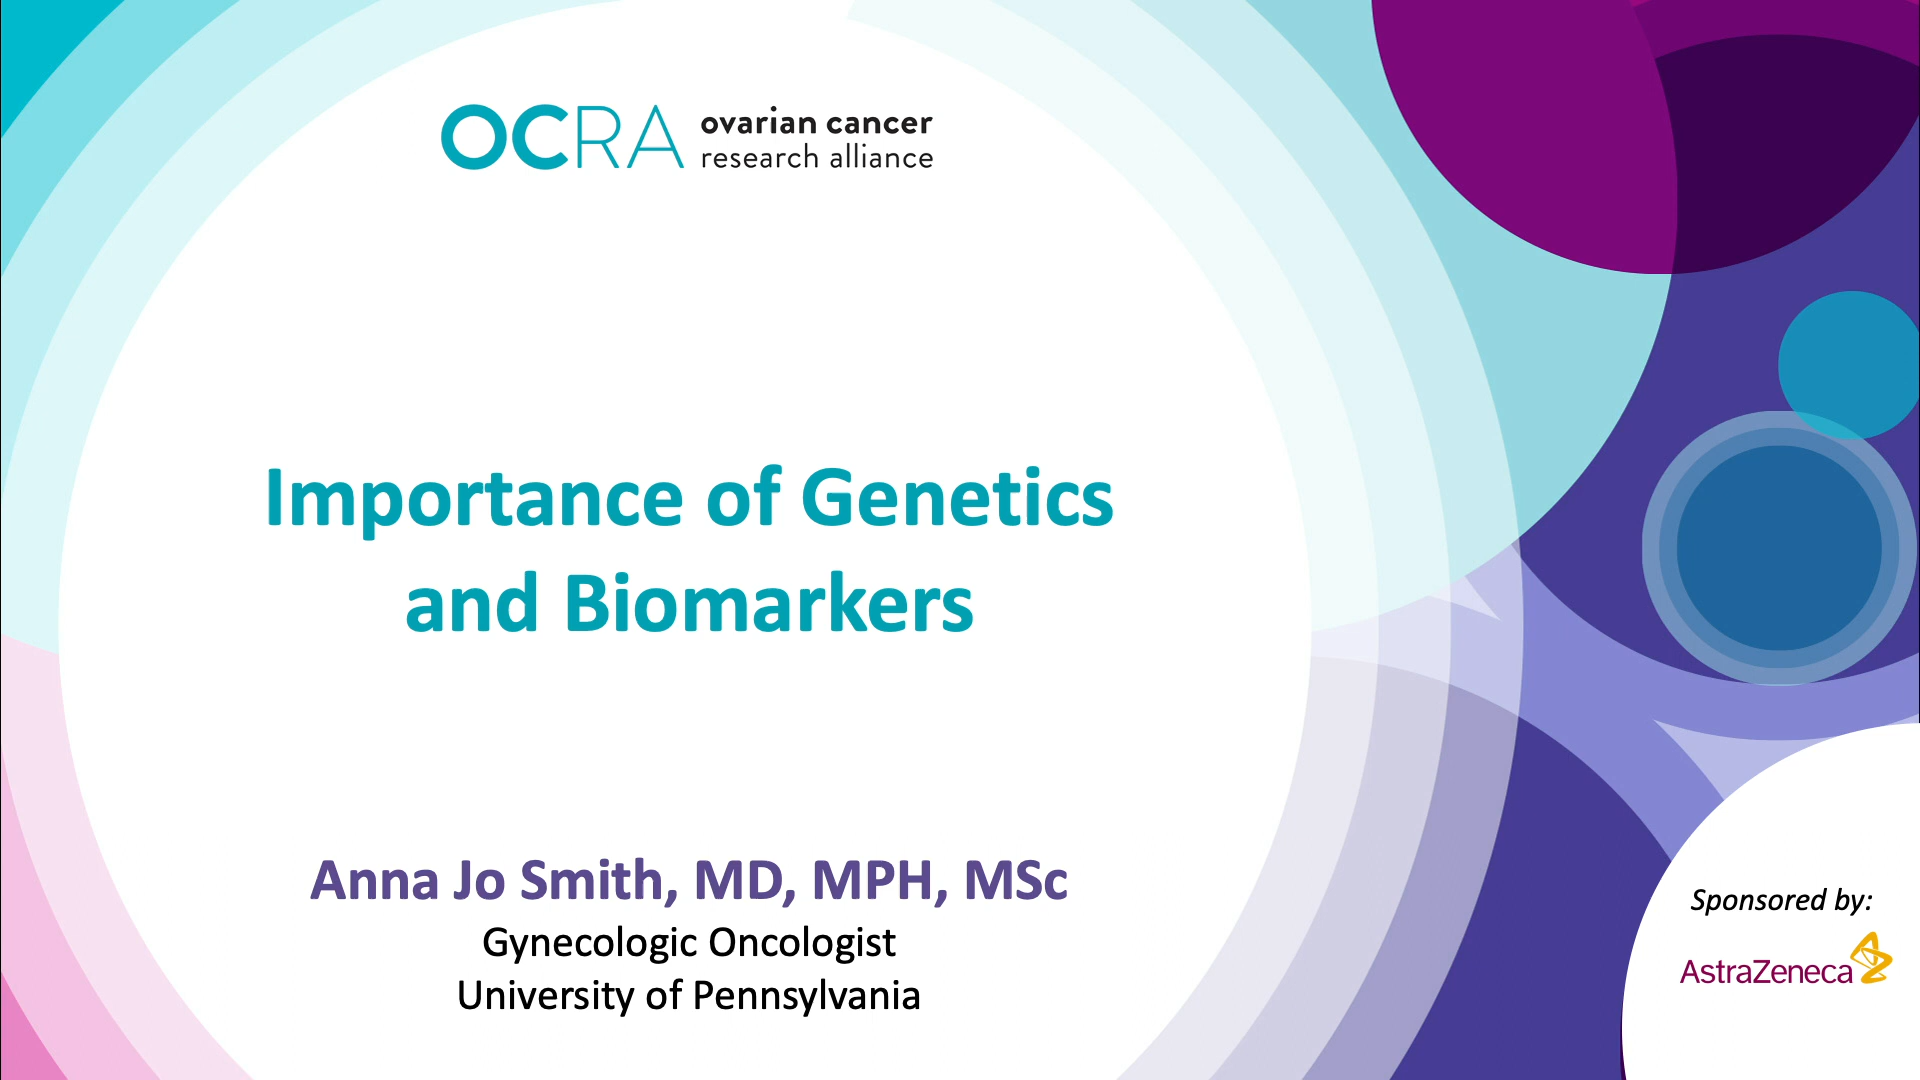 OCRA
ovarian cancer
research alliance
Importance of Genetics
and Biomarkers
Anna Jo Smith, MD, MPH, MSc
Gynecologic Oncologist
University of Pennsylvania
Sponsored by:
AstraZeneca